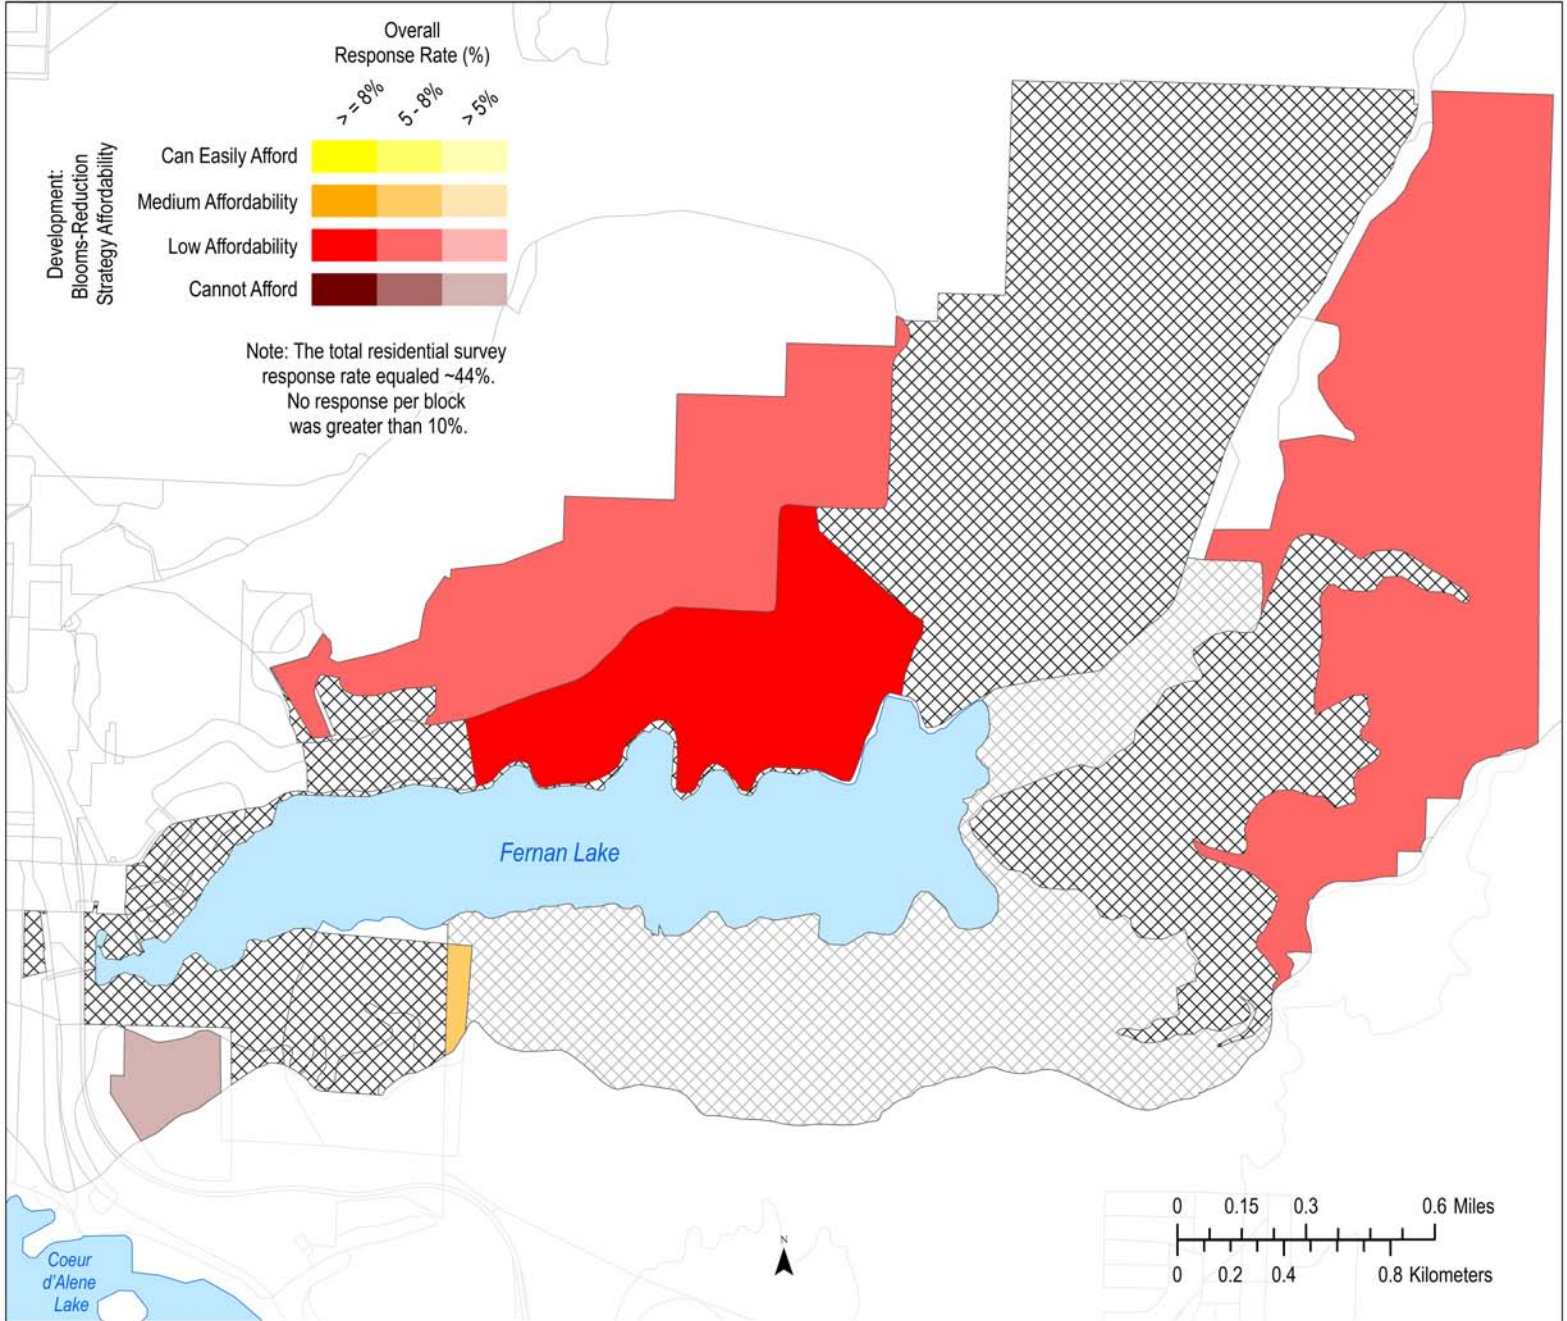 Overall
Response Rate (%)
> = 8%
5 - 8%
> 5%
Development:
Blooms-Reduction
Strategy Affordability
Can Easily Afford
Medium Affordability
Low Affordability
Cannot Afford
Note: The total residential survey
response rate equaled ~44%.
No response per block
was greater than 10%.
Fernan Lake
Coeur
d'Alene
Lake
N
0 0.15 0.3 0.6 Miles
0 0.2 0.4 0.8 Kilometers